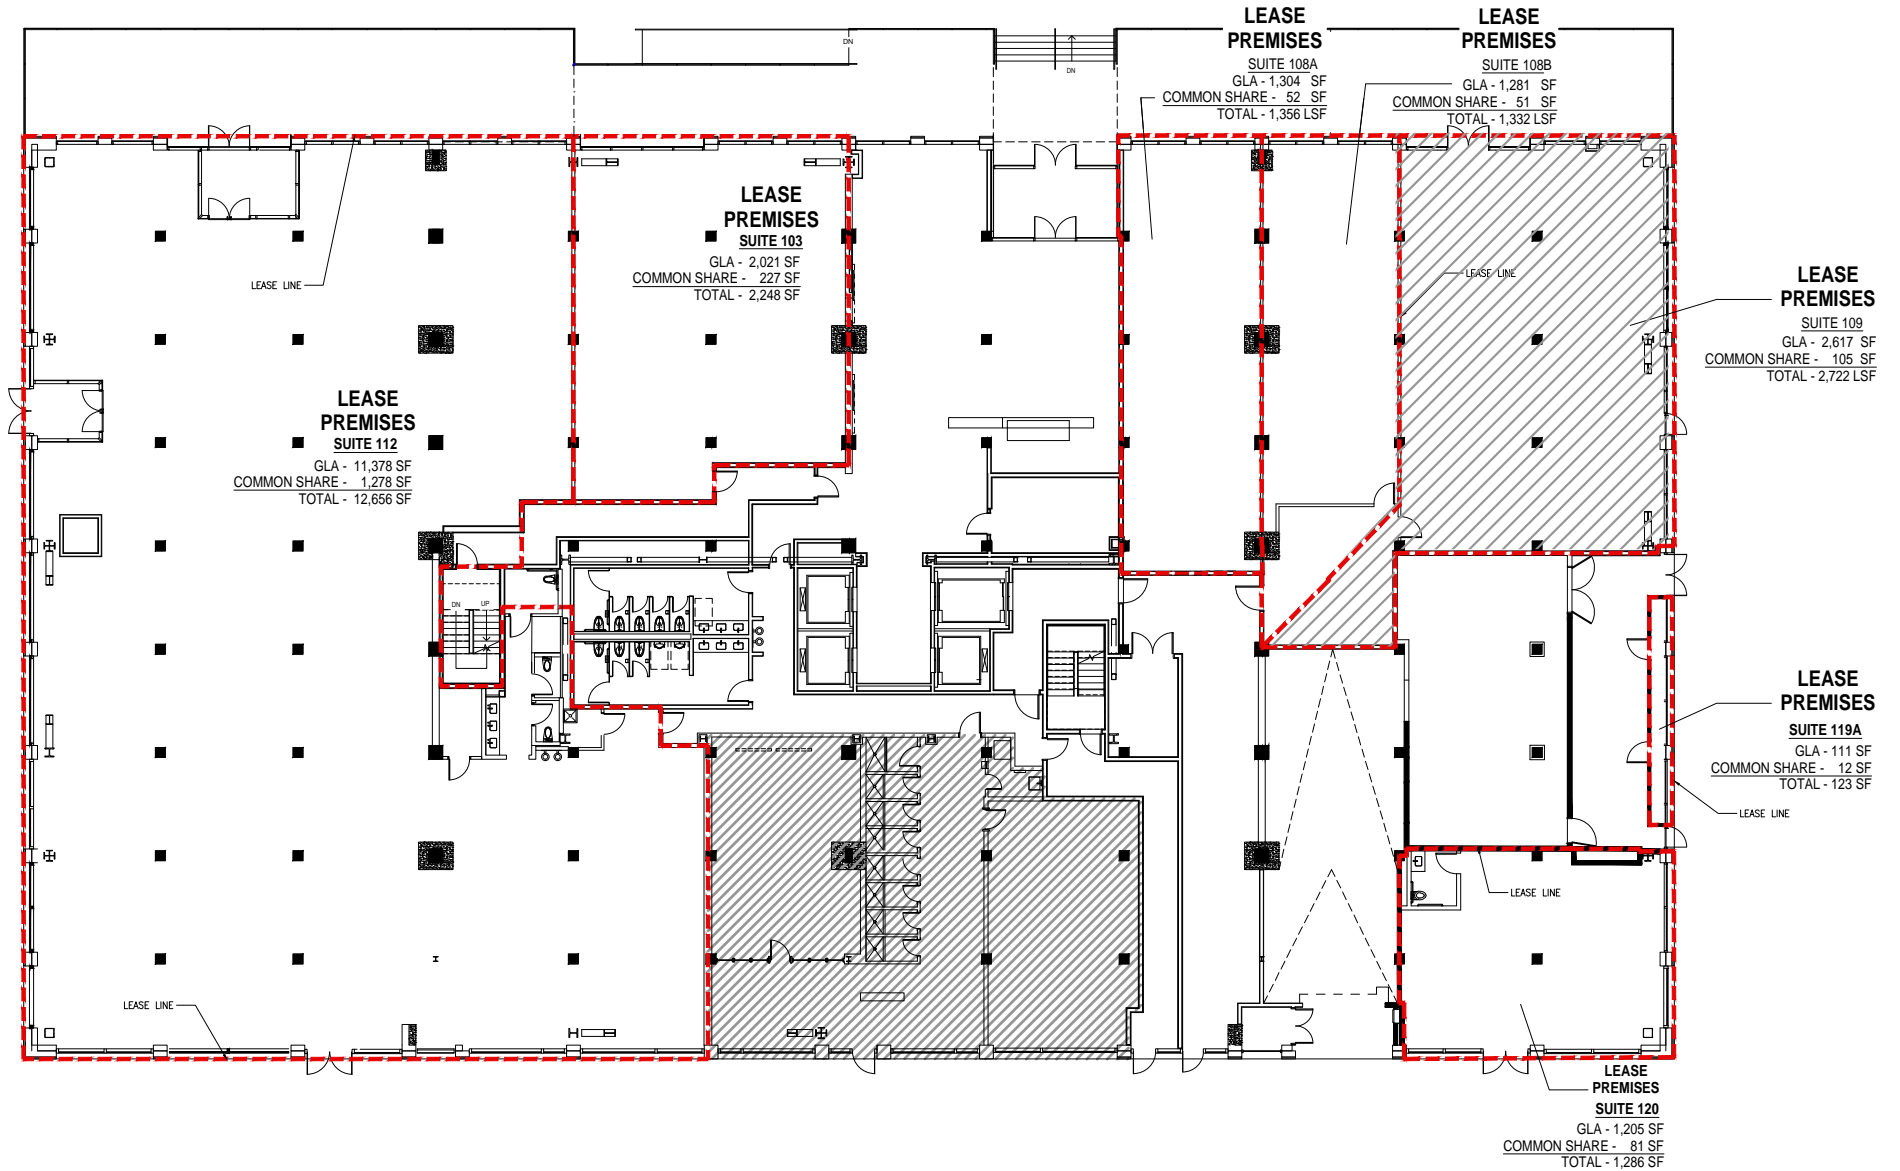 LEASE
PREMISES
SUITE 108A
GLA - 1,304 SF
COMMON SHARE - 52 SF
TOTAL - 1,356 LSF
LEASE
PREMISES
SUITE 108B
GLA - 1,281 SF
COMMON SHARE - 51 SF
TOTAL - 1,332 LSF
DN
DN
LEASE
PREMISES
SUITE 103
GLA - 2,021 SF
COMMON SHARE - 227 SF
TOTAL - 2,248 SF
LEASE LINE
LEASE LINE
LEASE
PREMISES
SUITE 109
GLA - 2,617 SF
COMMON SHARE - 105 SF
TOTAL - 2,722 LSF
LEASE
PREMISES
SUITE 112
GLA - 11,378 SF
COMMON SHARE - 1,278 SF
TOTAL - 12,656 SF
DN
UP
LEASE
PREMISES
SUITE 119A
GLA - 111 SF
COMMON SHARE - 12 SF
TOTAL - 123 SF
LEASE LINE
LEASE LINE
LEASE LINE
LEASE
PREMISES
SUITE 120
GLA - 1,205 SF
COMMON SHARE - 81 SF
TOTAL - 1,286 SF